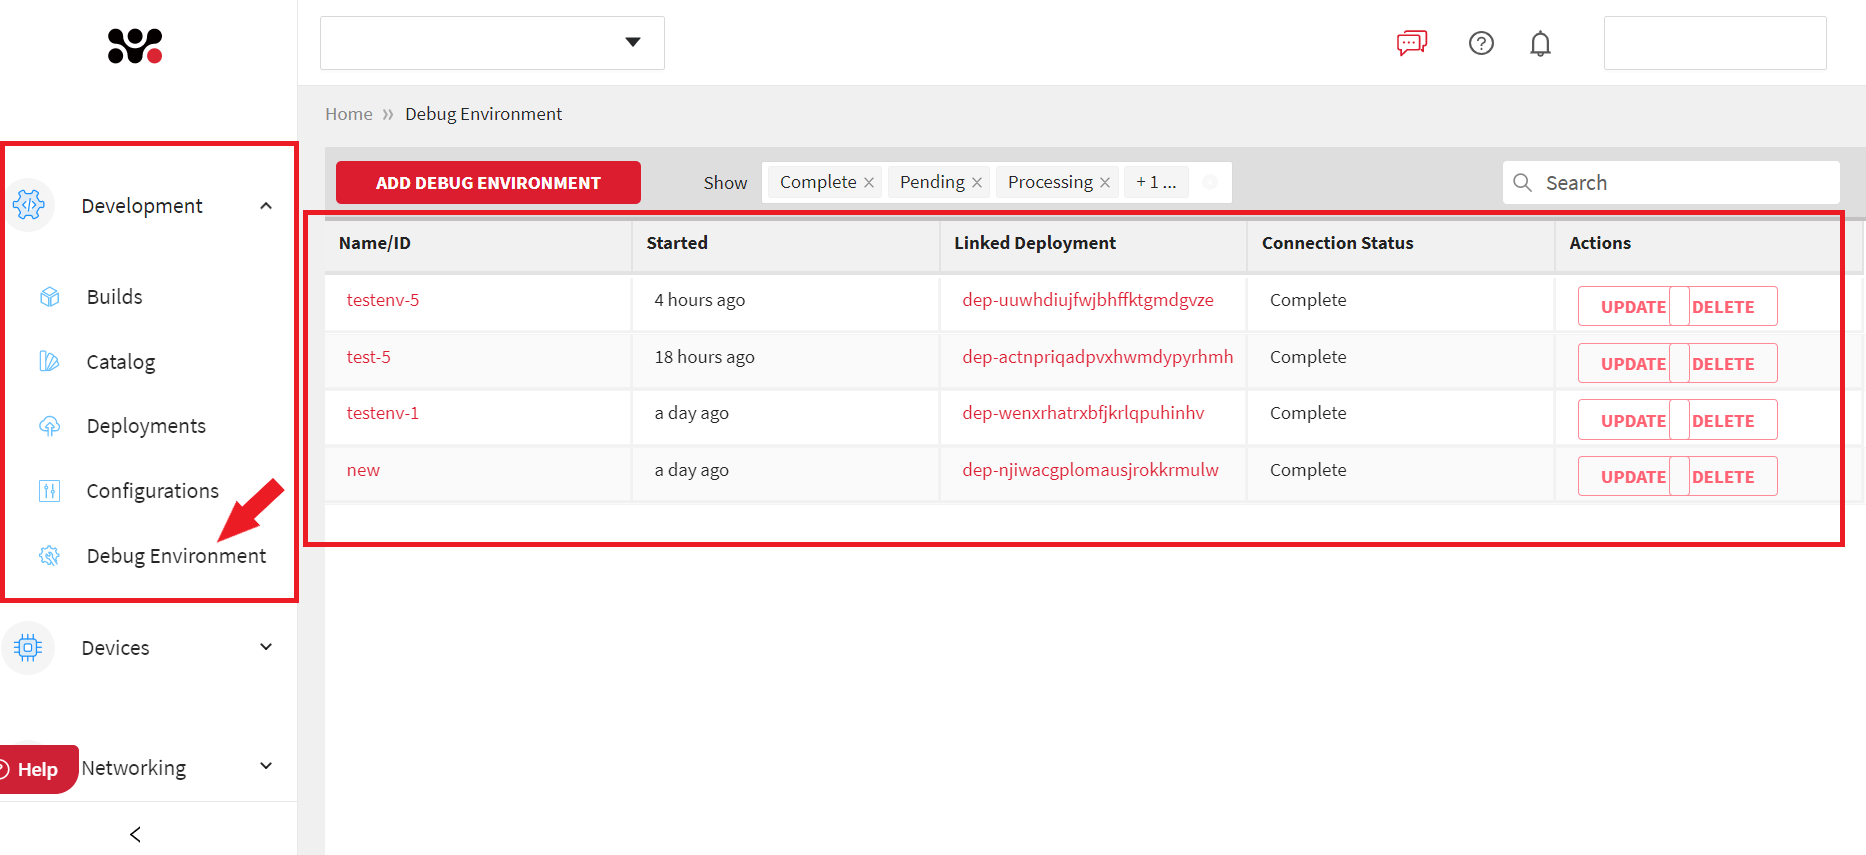 Home » Debug Environment
Development
ADD DEBUG ENVIRONMENT Show Complete × Pending × Processing × + 1 ... Search
Builds
Catalog
Deployments
Configurations
Debug Environment
Devices
Networking
Help
Name/ID Started Linked Deployment Connection Status Actions
testenv-5 4 hours ago dep-uuwhdiujfwjbhffktgmdgvze Complete UPDATE DELETE
test-5 18 hours ago dep-actnpriqadpvxhwmdypyrhmh Complete UPDATE DELETE
testenv-1 a day ago dep-wenxrhatrxbfjkrlqpuhinhv Complete UPDATE DELETE
new a day ago dep-njiwacgplomausjrokkrmulw Complete UPDATE DELETE